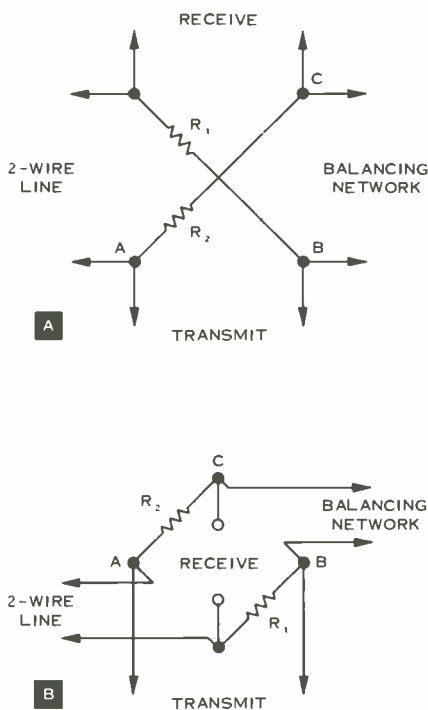 RECEIVE
C
R1
2-WIRE
LINE
BALANCING
NETWORK
R2
A
B
A
TRANSMIT
C
R2
BALANCING
NETWORK
A
RECEIVE
B
2-WIRE
LINE
R1
B
TRANSMIT